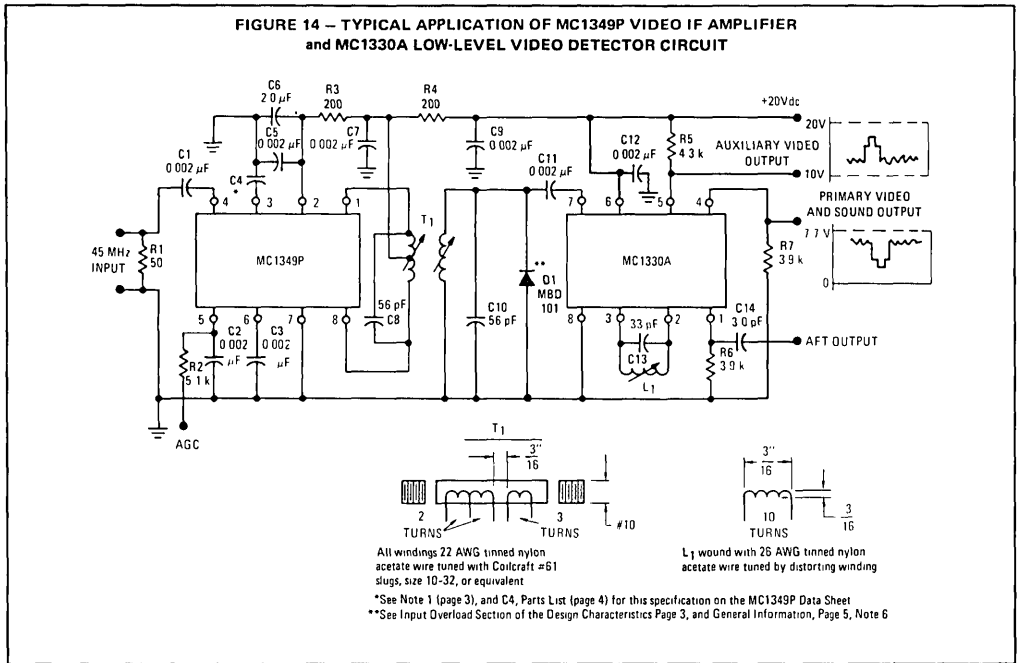 FIGURE 14 – TYPICAL APPLICATION OF MC1349P VIDEO IF AMPLIFIER
and MC1330A LOW-LEVEL VIDEO DETECTOR CIRCUIT
C6
2 0 µF
R3
200
R4
200
+20Vdc
C5
0 002 µF
C7
0 002 µF
C9
0 002 µF
C12
0 002 µF
R5
4 3 k
20V
AUXILIARY VIDEO
OUTPUT
10V
C1
0 002 µF
C4
*
C11
0 002 µF
PRIMARY VIDEO
AND SOUND OUTPUT
7 7 V
0
4
3
2
1
T1
7
6
5
4
45 MHz
INPUT
R1
50
MC1349P
56 pF
C8
C10
56 pF
**
D1
MBD
101
MC1330A
R7
3 9 k
5
6
7
8
8
3
2
1
C2
0 002
µF
C3
0 002
µF
R2
5 1 k
33 pF
C13
L1
R6
3 9 k
C14
3 0 pF
AFT OUTPUT
AGC
T1
3"
16
2
TURNS
3
TURNS
#10
3"
16
10
TURNS
3
16
All windings 22 AWG tinned nylon
acetate wire tuned with Coilcraft #61
slugs, size 10-32, or equivalent
L1 wound with 26 AWG tinned nylon
acetate wire tuned by distorting winding
*See Note 1 (page 3), and C4, Parts List (page 4) for this specification on the MC1349P Data Sheet
**See Input Overload Section of the Design Characteristics Page 3, and General Information, Page 5, Note 6